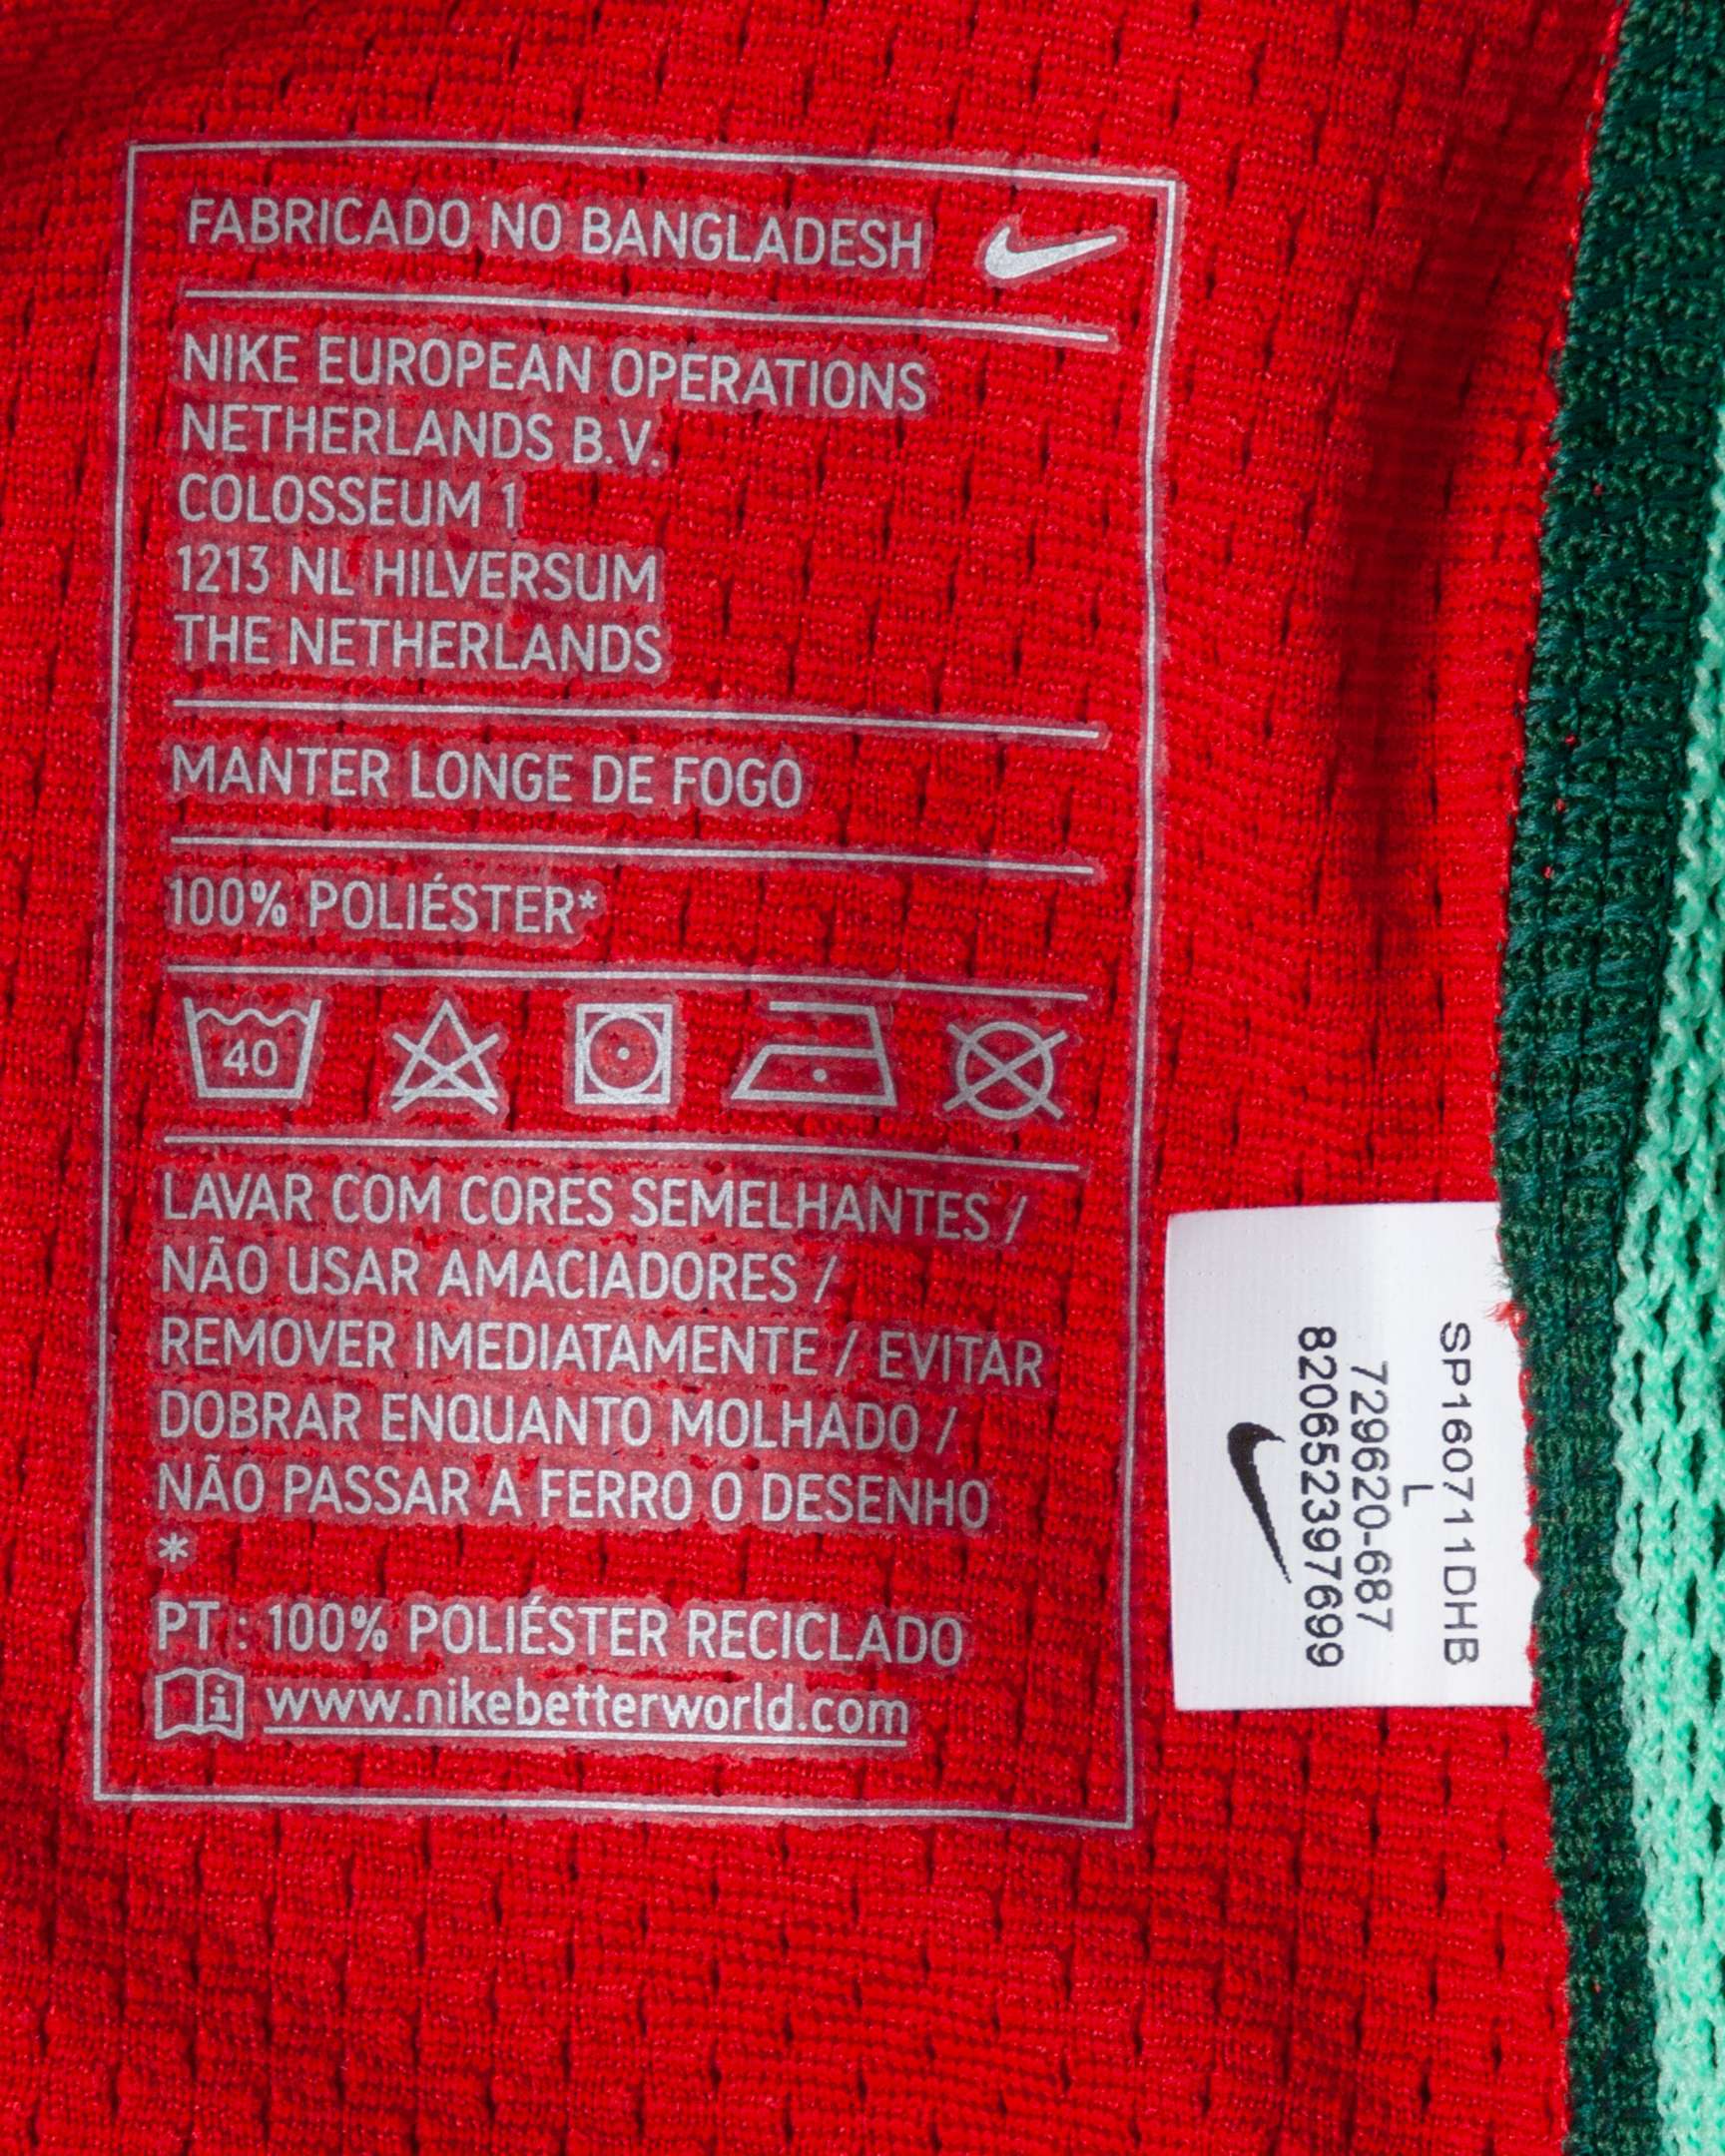 FABRICADO NO BANGLADESH
NIKE EUROPEAN OPERATIONS
NETHERLANDS B.V.
COLOSSEUM 1
1213 NL HILVERSUM
THE NETHERLANDS
MANTER LONGE DE FOGO
100% POLIÉSTER*
40
LAVAR COM CORES SEMELHANTES /
NÃO USAR AMACIADORES /
REMOVER IMEDIATAMENTE / EVITAR
DOBRAR ENQUANTO MOLHADO /
NÃO PASSAR A FERRO O DESENHO
*
PT : 100% POLIÉSTER RECICLADO
www.nikebetterworld.com
SP160711DHB
L
729620-687
820652397699